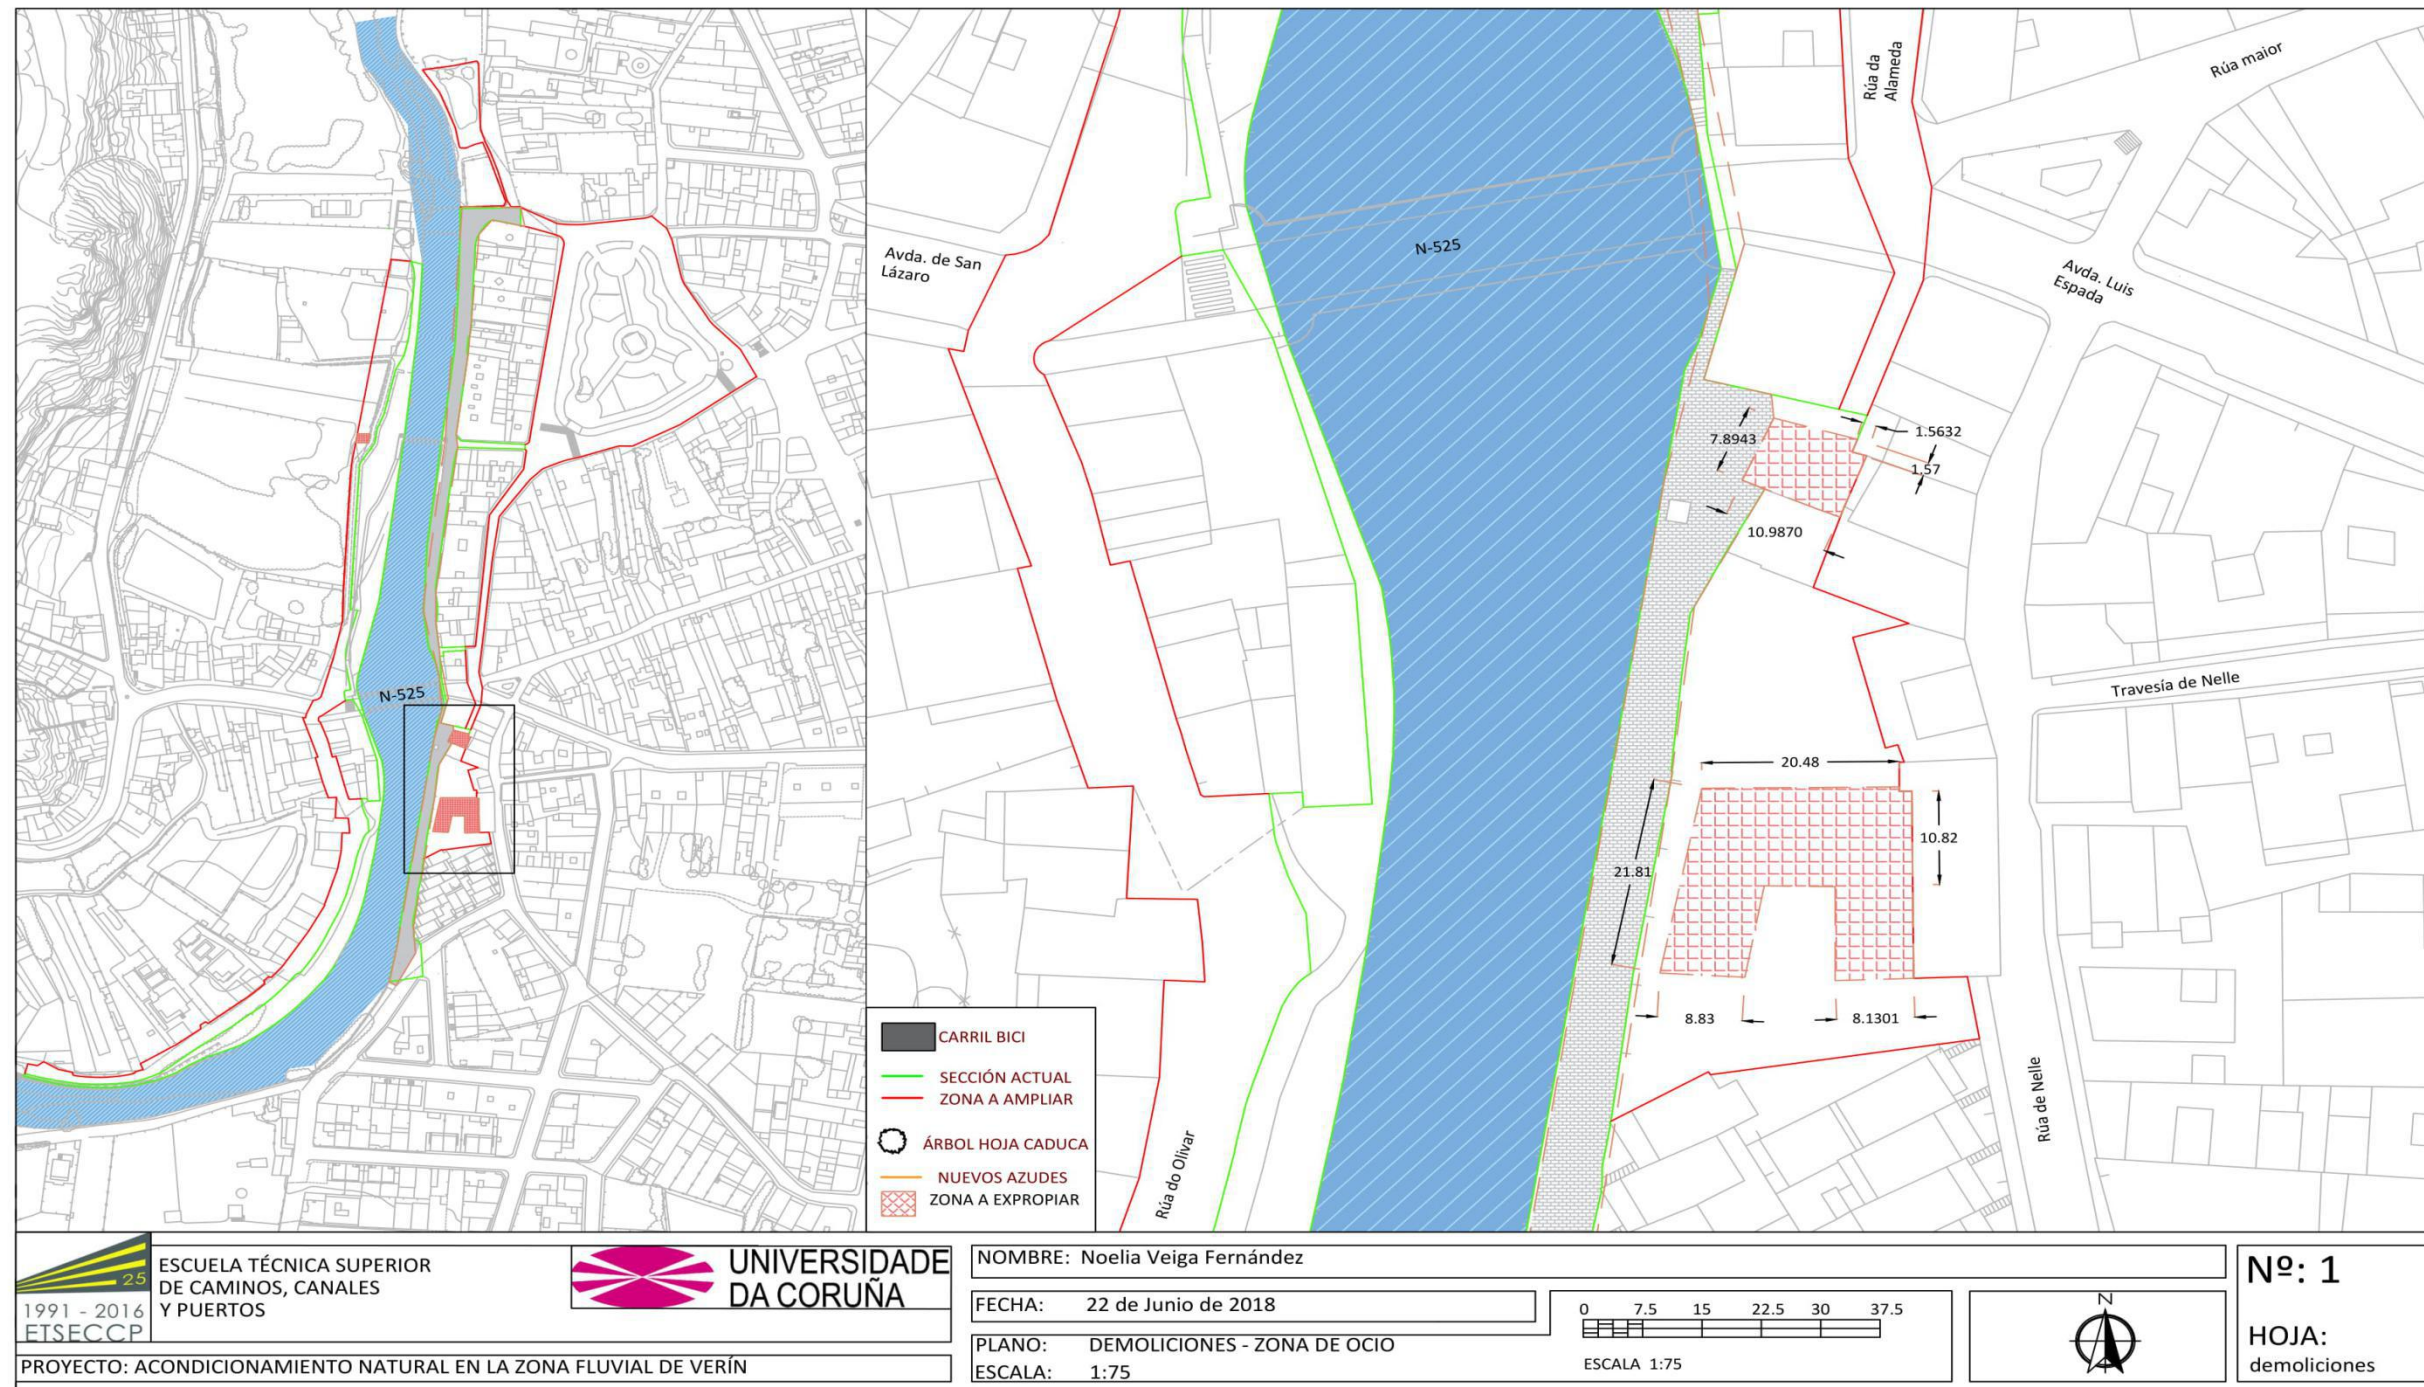 N-525
Avda. de San
Lázaro
N-525
Rúa da
Alameda
Rúa maior
Avda. Luis
Espada
7.8943
1.5632
1.57
10.9870
Travesía de Nelle
20.48
10.82
21.81
8.83
8.1301
Rúa de Nelle
Rúa do Olivar
CARRIL BICI
SECCIÓN ACTUAL
ZONA A AMPLIAR
ÁRBOL HOJA CADUCA
NUEVOS AZUDES
ZONA A EXPROPIAR
25
1991 - 2016
ETSECCP
ESCUELA TÉCNICA SUPERIOR
DE CAMINOS, CANALES
Y PUERTOS
UNIVERSIDADE
DA CORUÑA
PROYECTO: ACONDICIONAMIENTO NATURAL EN LA ZONA FLUVIAL DE VERÍN
NOMBRE: Noelia Veiga Fernández
FECHA: 22 de Junio de 2018
PLANO: DEMOLICIONES - ZONA DE OCIO
ESCALA: 1:75
0 7.5 15 22.5 30 37.5
ESCALA 1:75
N
Nº: 1
HOJA:
demoliciones